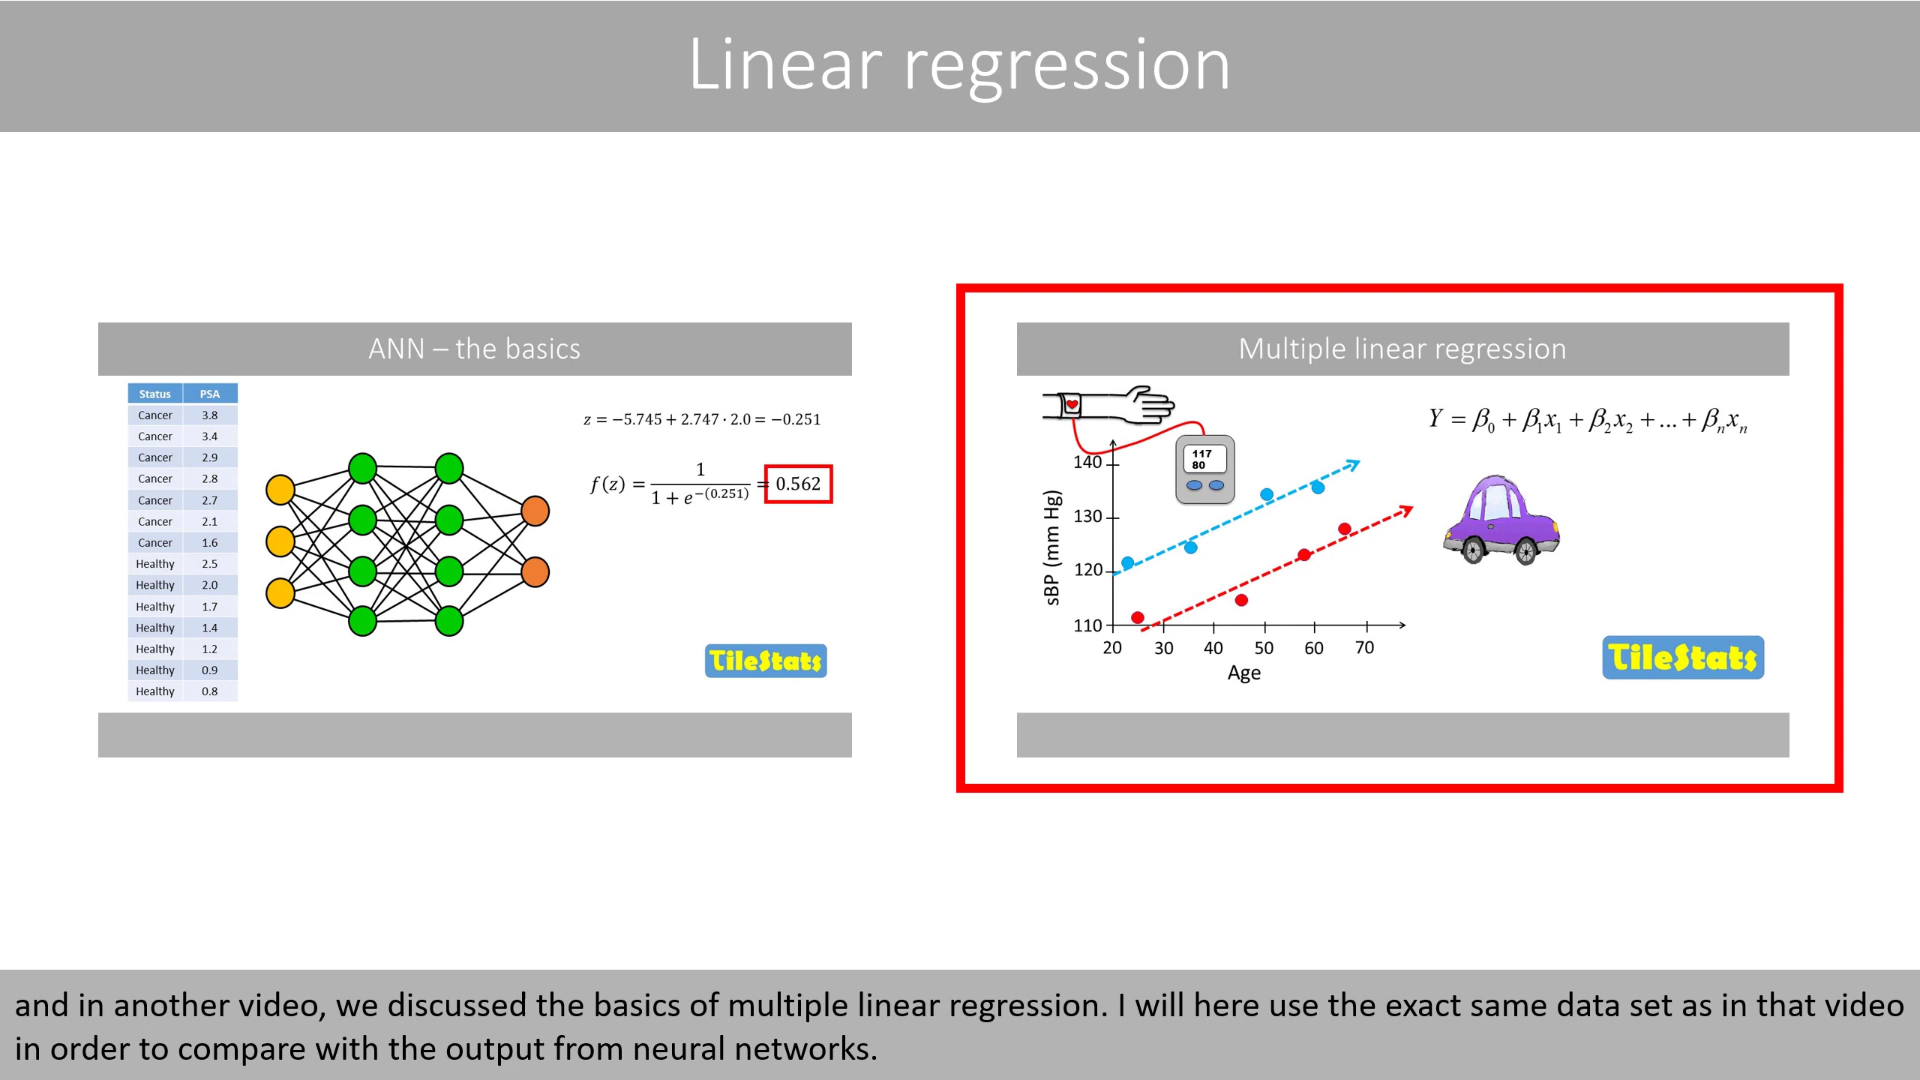 Linear regression
ANN – the basics
Status PSA
Cancer 3.8
Cancer 3.4
Cancer 2.9
Cancer 2.8
Cancer 2.7
Cancer 2.1
Cancer 1.6
Healthy 2.5
Healthy 2.0
Healthy 1.7
Healthy 1.4
Healthy 1.2
Healthy 0.9
Healthy 0.8
z = −5.745 + 2.747 · 2.0 = −0.251
f(z) = 1 / (1 + e^−(0.251)) = 0.562
TileStats
Multiple linear regression
Y = β₀ + β₁x₁ + β₂x₂ + ... + βₙxₙ
117
80
sBP (mm Hg)
140
130
120
110
20 30 40 50 60 70
Age
TileStats
and in another video, we discussed the basics of multiple linear regression. I will here use the exact same data set as in that video
in order to compare with the output from neural networks.